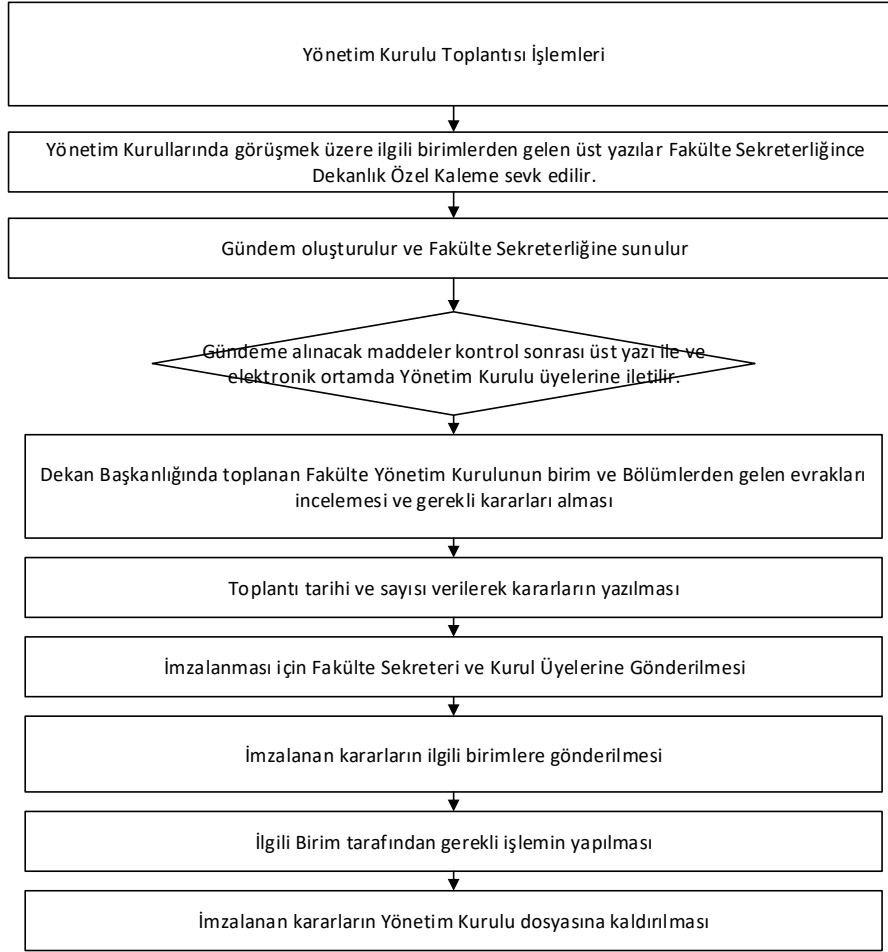 Yönetim Kurulu Toplantısı İşlemleri
Yönetim Kurullarında görüşmek üzere ilgili birimlerden gelen üst yazılar Fakülte Sekreterliğince
Dekanlık Özel Kaleme sevk edilir.
Gündem oluşturulur ve Fakülte Sekreterliğine sunulur
Gündeme alınacak maddeler kontrol sonrası üst yazı ile ve
elektronik ortamda Yönetim Kurulu üyelerine iletilir.
Dekan Başkanlığında toplanan Fakülte Yönetim Kurulunun birim ve Bölümlerden gelen evrakları
incelemesi ve gerekli kararları alması
Toplantı tarihi ve sayısı verilerek kararların yazılması
İmzalanması için Fakülte Sekreteri ve Kurul Üyelerine Gönderilmesi
İmzalanan kararların ilgili birimlere gönderilmesi
İlgili Birim tarafından gerekli işlemin yapılması
İmzalanan kararların Yönetim Kurulu dosyasına kaldırılması